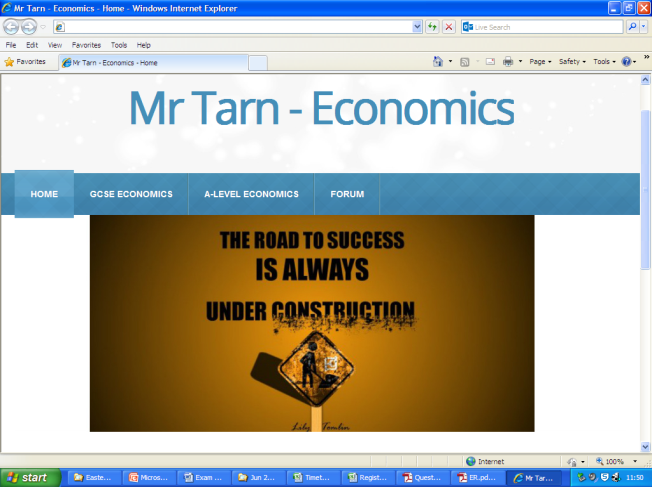 Mr Tarn - Economics - Home - Windows Internet Explorer
Live Search
File Edit View Favorites Tools Help
Favorites Mr Tarn - Economics - Home Page Safety Tools
Mr Tarn - Economics
HOME GCSE ECONOMICS A-LEVEL ECONOMICS FORUM
THE ROAD TO SUCCESS
IS ALWAYS
UNDER CONSTRUCTION
Lily Tomlin
Internet 100%
start Easte... Micros... Exam ... Jun 2... Timet... Regist... Quest... ER.pd... Mr Tar... 11:50